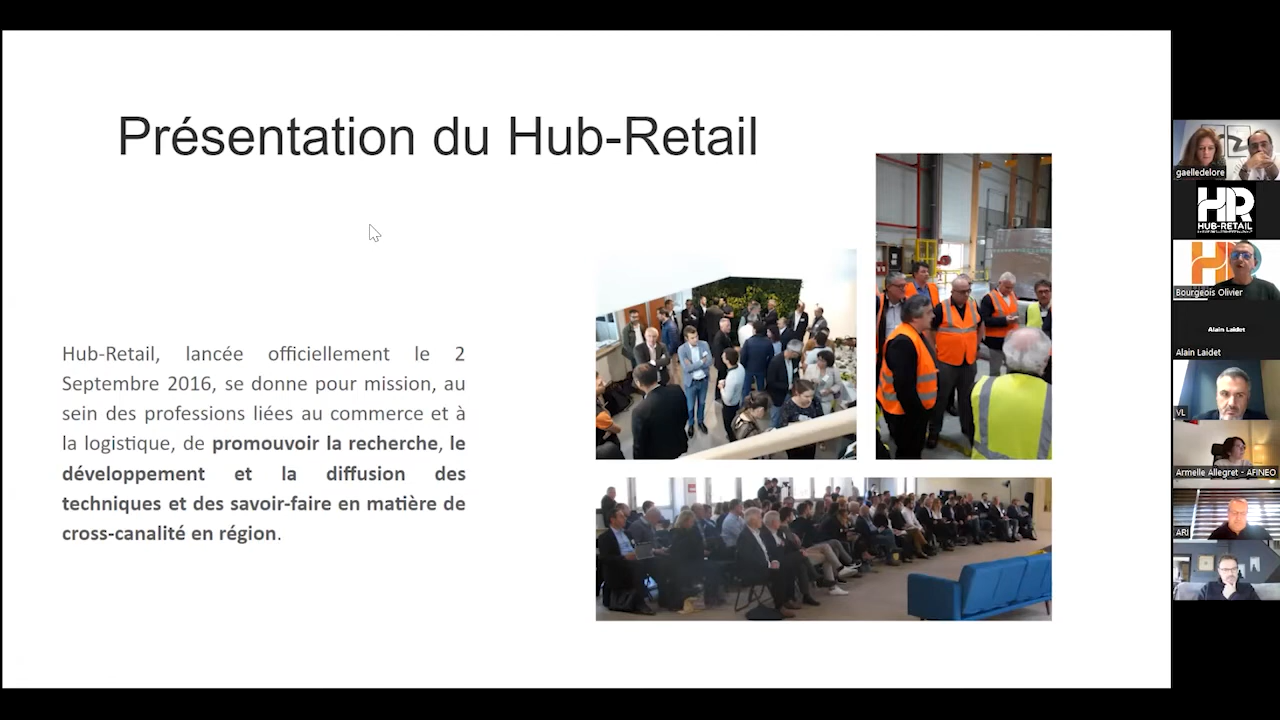 Présentation du Hub-Retail
Hub-Retail, lancée officiellement le 2
Septembre 2016, se donne pour mission, au
sein des professions liées au commerce et à
la logistique, de promouvoir la recherche, le
développement et la diffusion des
techniques et des savoir-faire en matière de
cross-canalité en région.
gaelledelore
HR
HUB-RETAIL
Bourgeois Olivier
Alain Laidet
Alain Laidet
VL
Armelle Allegret - AFINEO
ARI